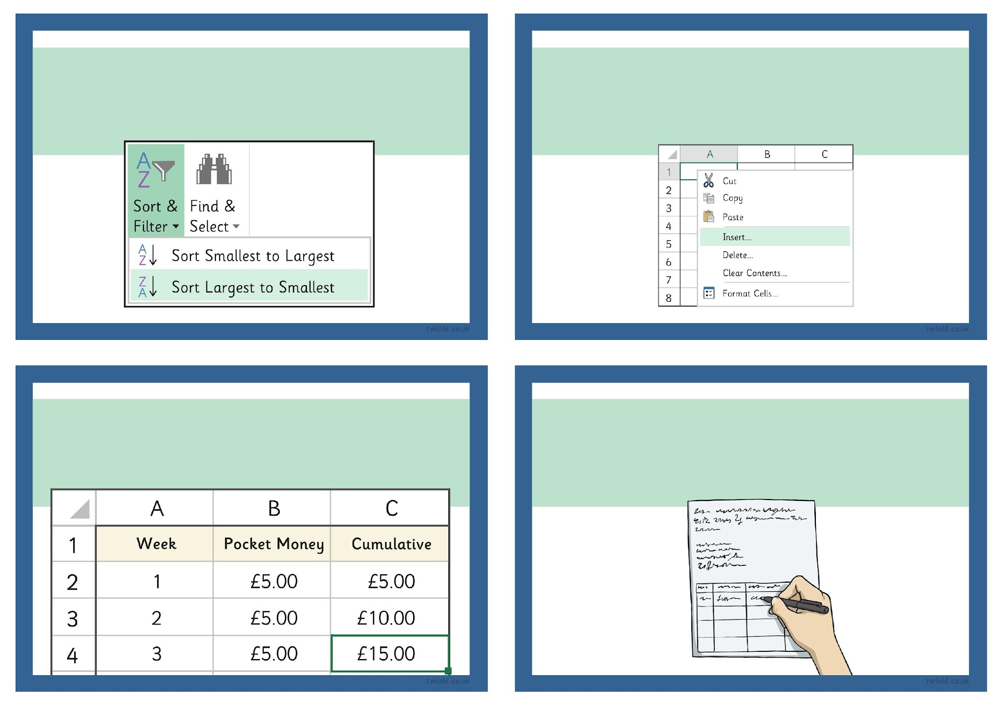 A
Z
Sort & Find &
Filter Select
A
Z Sort Smallest to Largest
Z
A Sort Largest to Smallest
twinkl.co.uk
A B C
1
2
3
4
5
6
7
8
Cut
Copy
Paste
Insert...
Delete...
Clear Contents...
Format Cells...
twinkl.co.uk
A B C
1 Week Pocket Money Cumulative
2 1 £5.00 £5.00
3 2 £5.00 £10.00
4 3 £5.00 £15.00
twinkl.co.uk
twinkl.co.uk